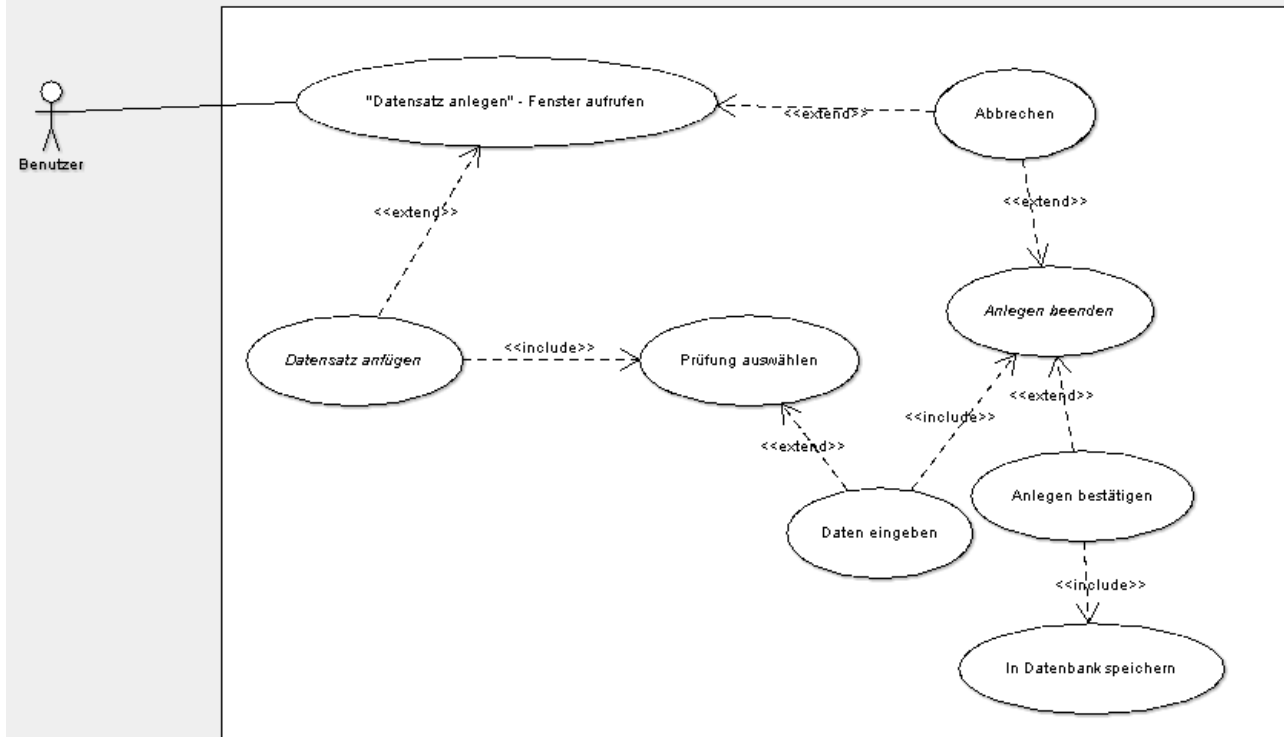 "Datensatz anlegen" - Fenster aufrufen
<<extend>>
Abbrechen
Benutzer
<<extend>>
<<extend>>
Anlegen beenden
Datensatz anfügen
<<include>>
Prüfung auswählen
<<include>>
<<extend>>
<<extend>>
Anlegen bestätigen
Daten eingeben
<<include>>
In Datenbank speichern